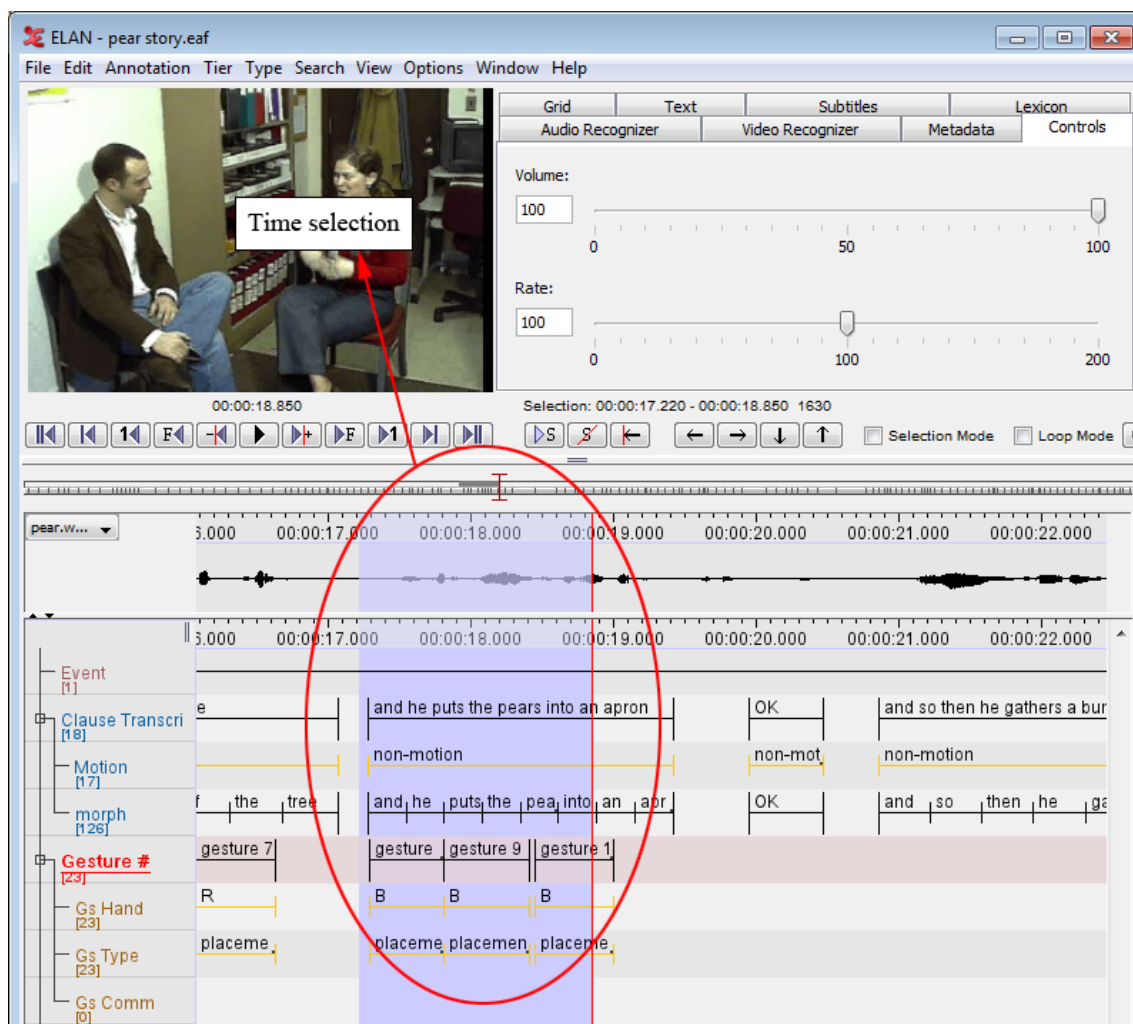 ELAN - pear story.eaf
File Edit Annotation Tier Type Search View Options Window Help
Grid Text Subtitles Lexicon
Audio Recognizer Video Recognizer Metadata Controls
Volume:
100
0 50 100
Rate:
100
0 100 200
Time selection
00:00:18.850
Selection: 00:00:17.220 - 00:00:18.850 1630
1 F + F 1 S S Selection Mode Loop Mode
pear.w...
6.000 00:00:17.000 00:00:18.000 00:00:19.000 00:00:20.000 00:00:21.000 00:00:22.000
6.000 00:00:17.000 00:00:18.000 00:00:19.000 00:00:20.000 00:00:21.000 00:00:22.000
Event
[1]
Clause Transcri e and he puts the pears into an apron OK and so then he gathers a bur
[18]
Motion non-motion non-mot non-motion
[17]
morph f the tree and he puts the pea into an apr OK and so then he ga
[126]
Gesture # gesture 7 gesture gesture 9 gesture 1
[23]
Gs Hand R B B B
[23]
Gs Type placeme placeme placemen placeme
[23]
Gs Comm
[0]